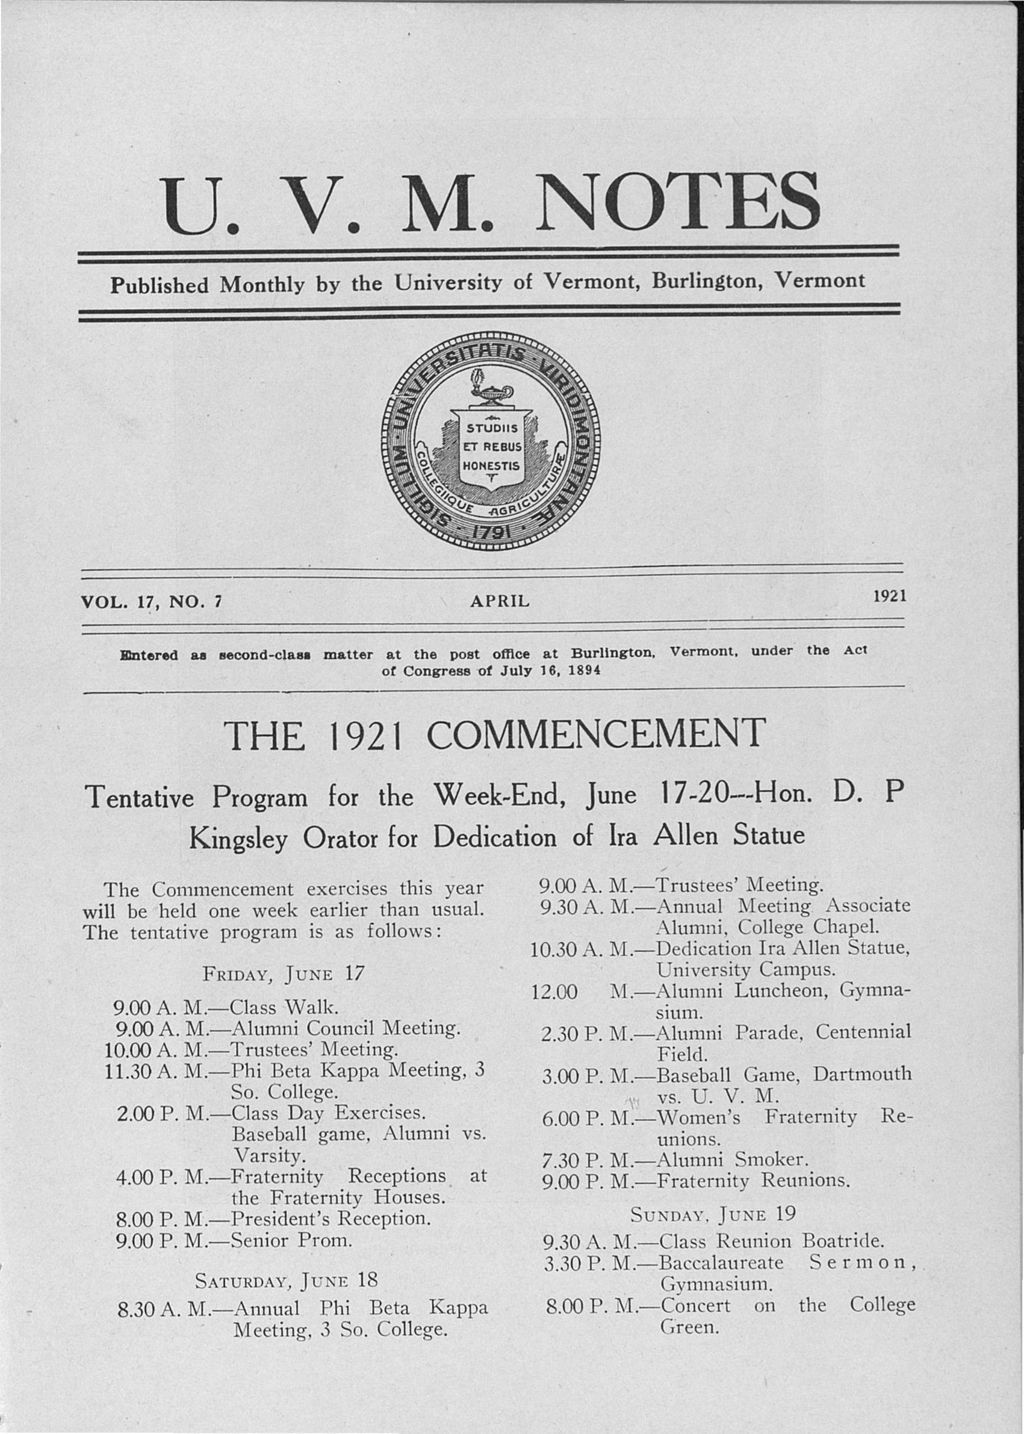 U. V. M. NOTES
Published Monthly by the University of Vermont, Burlington, Vermont
SIGILLUM · UNIVERSITATIS · VIRIDIMONTANÆ
COLLEGIIQUE AGRICULTURÆ
STUDIIS
ET REBUS
HONESTIS
1791
VOL. 17, NO. 7 APRIL 1921
Entered as second-class matter at the post office at Burlington, Vermont, under the Act
of Congress of July 16, 1894
THE 1921 COMMENCEMENT
Tentative Program for the Week-End, June 17-20—Hon. D. P
Kingsley Orator for Dedication of Ira Allen Statue
The Commencement exercises this year
will be held one week earlier than usual.
The tentative program is as follows:
FRIDAY, JUNE 17
9.00 A. M.—Class Walk.
9.00 A. M.—Alumni Council Meeting.
10.00 A. M.—Trustees' Meeting.
11.30 A. M.—Phi Beta Kappa Meeting, 3
So. College.
2.00 P. M.—Class Day Exercises.
Baseball game, Alumni vs.
Varsity.
4.00 P. M.—Fraternity Receptions at
the Fraternity Houses.
8.00 P. M.—President's Reception.
9.00 P. M.—Senior Prom.
SATURDAY, JUNE 18
8.30 A. M.—Annual Phi Beta Kappa
Meeting, 3 So. College.
9.00 A. M.—Trustees' Meeting.
9.30 A. M.—Annual Meeting Associate
Alumni, College Chapel.
10.30 A. M.—Dedication Ira Allen Statue,
University Campus.
12.00 M.—Alumni Luncheon, Gymna-
sium.
2.30 P. M.—Alumni Parade, Centennial
Field.
3.00 P. M.—Baseball Game, Dartmouth
vs. U. V. M.
6.00 P. M.—Women's Fraternity Re-
unions.
7.30 P. M.—Alumni Smoker.
9.00 P. M.—Fraternity Reunions.
SUNDAY, JUNE 19
9.30 A. M.—Class Reunion Boatride.
3.30 P. M.—Baccalaureate Sermon,
Gymnasium.
8.00 P. M.—Concert on the College
Green.